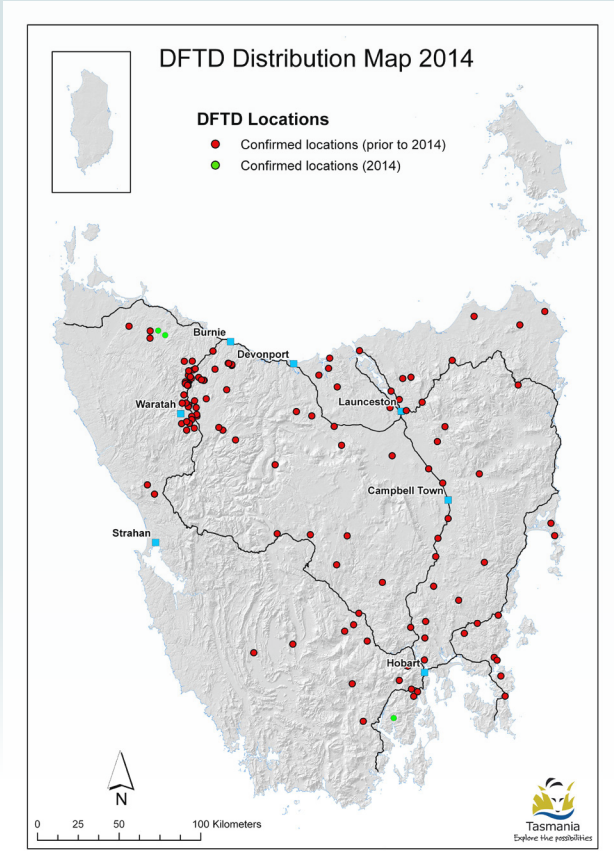 DFTD Distribution Map 2014
DFTD Locations
Confirmed locations (prior to 2014)
Confirmed locations (2014)
Burnie
Devonport
Waratah
Launceston
Campbell Town
Strahan
Hobart
N
0 25 50 100 Kilometers
Tasmania
Explore the possibilities